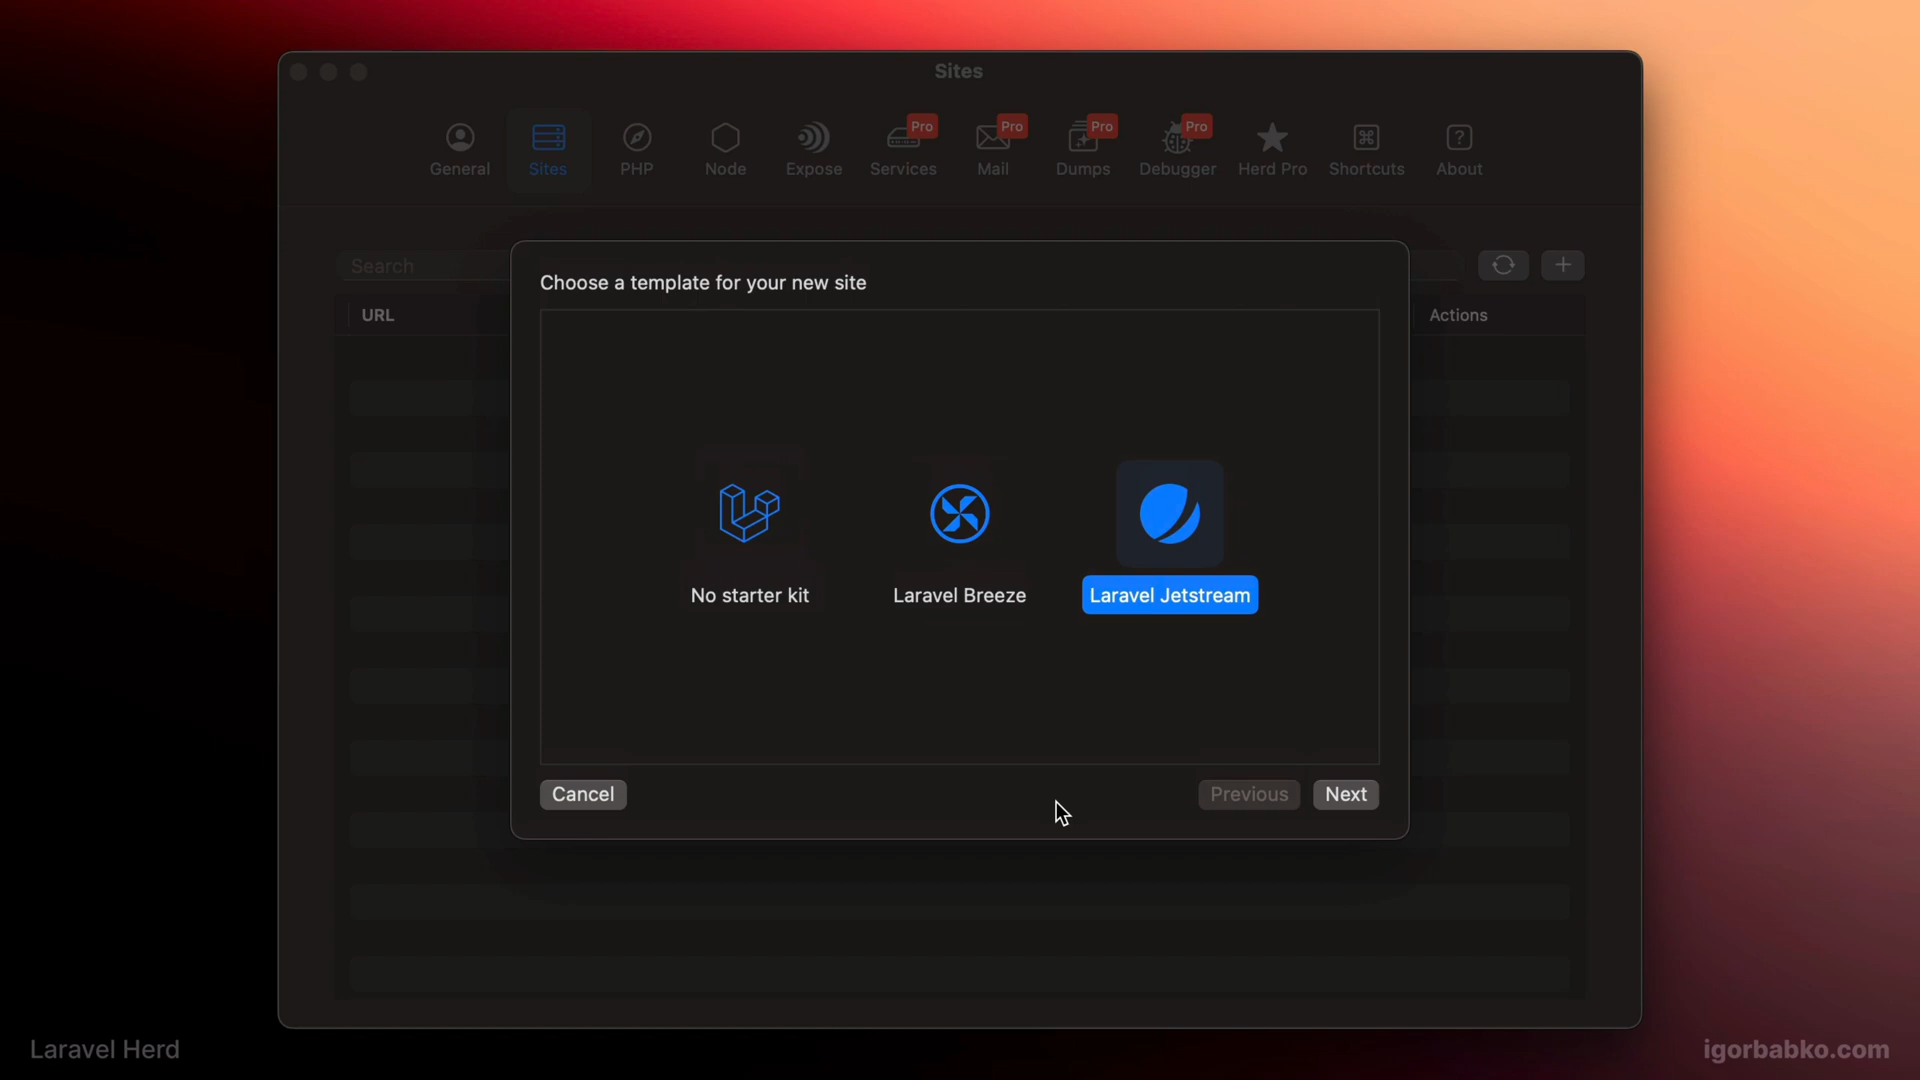 Sites
General
Sites
PHP
Node
Expose
Services
Pro
Mail
Pro
Dumps
Pro
Debugger
Pro
Herd Pro
Shortcuts
About
Search
URL
Actions
Choose a template for your new site
No starter kit
Laravel Breeze
Laravel Jetstream
Cancel
Previous
Next
Laravel Herd
igorbabko.com